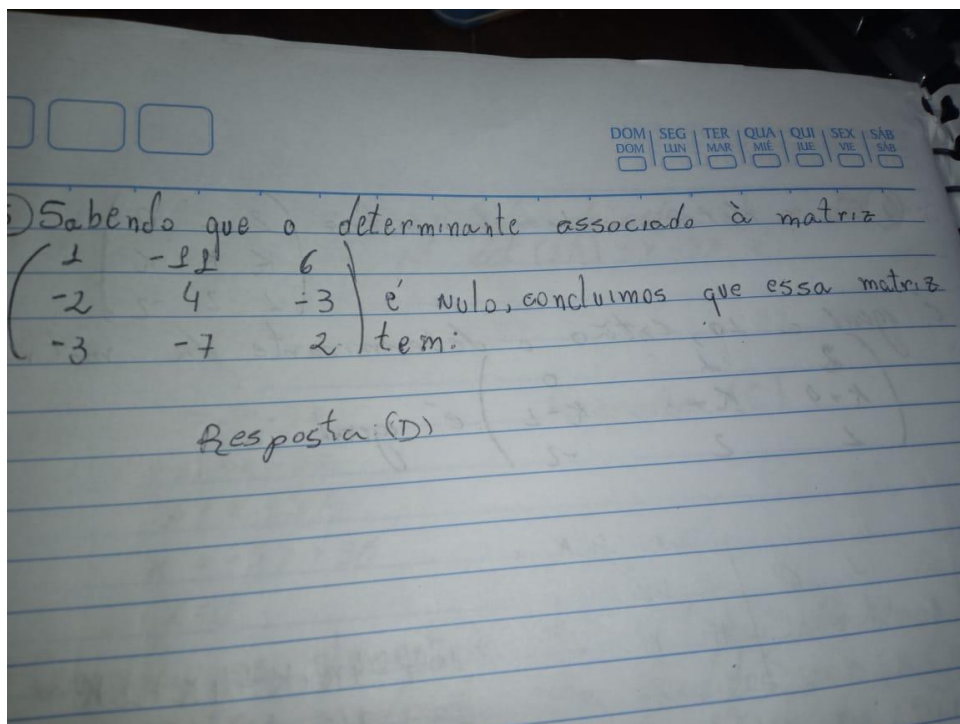 DOM SEG TER QUA QUI SEX SÁB
DOM LUN MAR MIÉ JUE VIE SÁB
Sabendo que o determinante associado à matriz
1 -11 6
-2 4 -3 é nulo, concluimos que essa matriz
-3 -7 2 tem:
Resposta: (D)